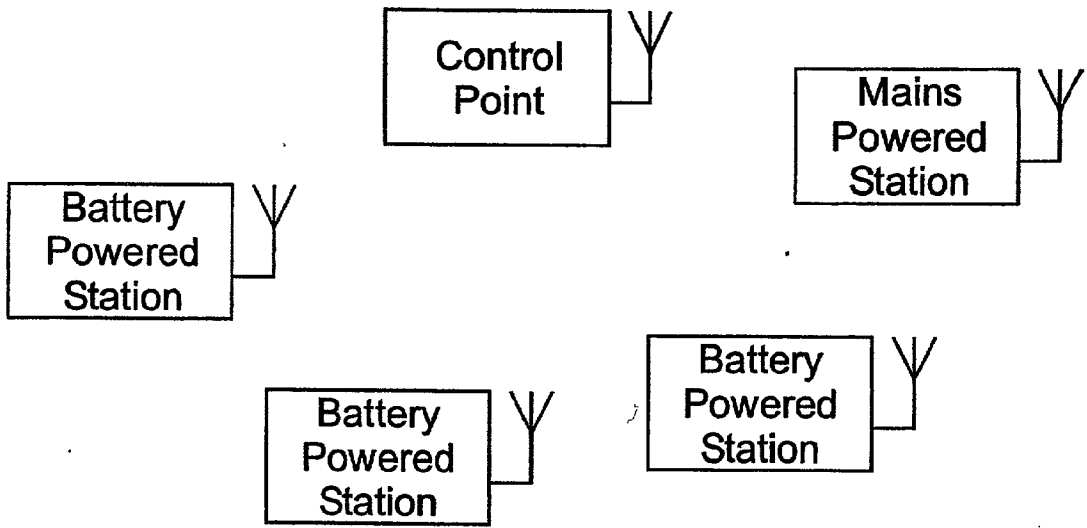 Control
Point
Mains
Powered
Station
Battery
Powered
Station
Battery
Powered
Station
Battery
Powered
Station